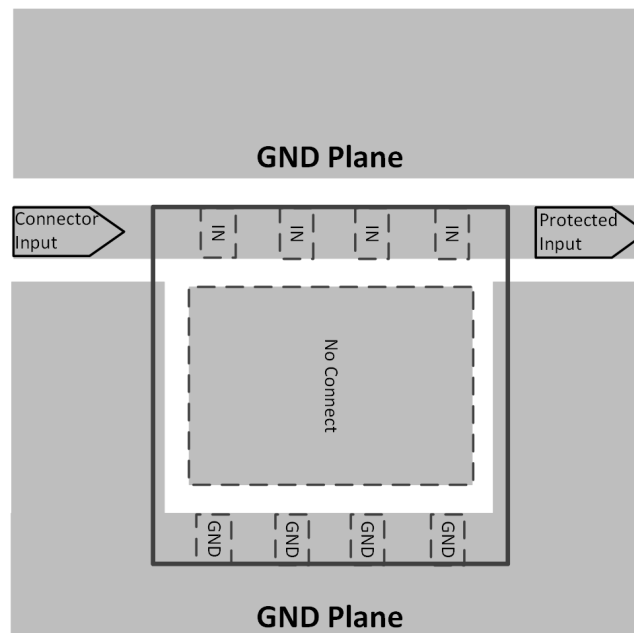 GND Plane
Connector
Input
IN
IN
IN
IN
Protected
Input
No Connect
GND
GND
GND
GND
GND Plane